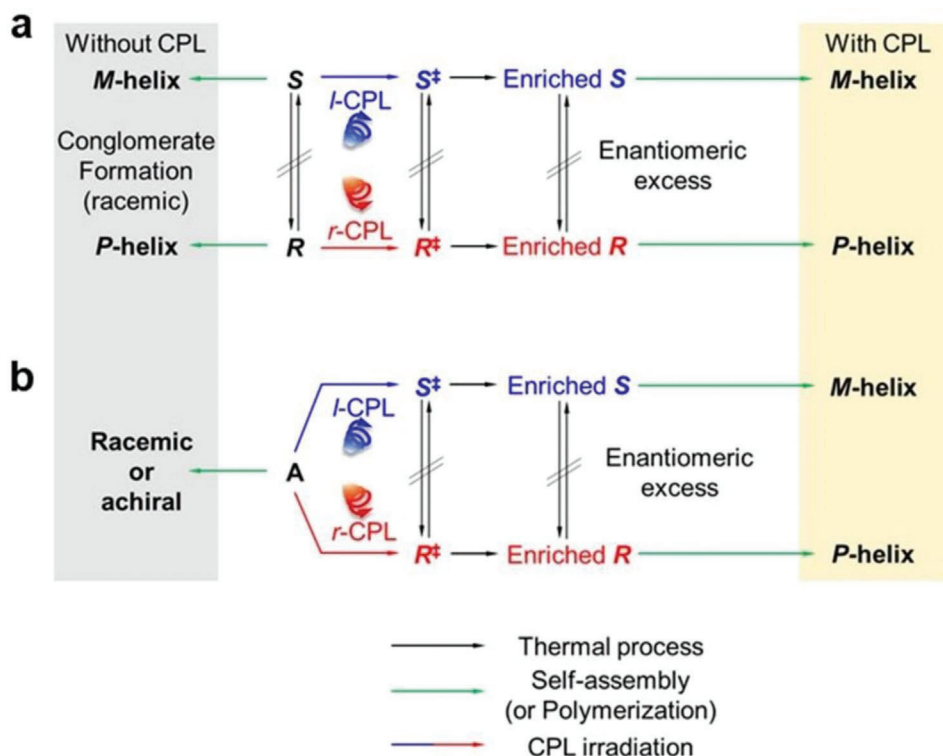 a
Without CPL
With CPL
M-helix
S
S‡
Enriched S
M-helix
l-CPL
Conglomerate
Formation
(racemic)
Enantiomeric
excess
r-CPL
P-helix
R
R‡
Enriched R
P-helix
b
S‡
Enriched S
M-helix
l-CPL
Racemic
or
achiral
A
Enantiomeric
excess
r-CPL
R‡
Enriched R
P-helix
Thermal process
Self-assembly
(or Polymerization)
CPL irradiation